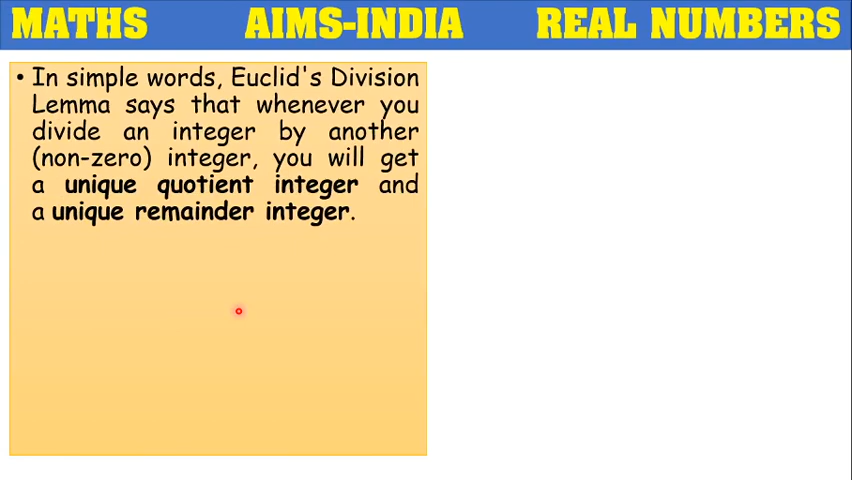 MATHS AIMS-INDIA REAL NUMBERS
• In simple words, Euclid's Division
Lemma says that whenever you
divide an integer by another
(non-zero) integer, you will get
a unique quotient integer and
a unique remainder integer.